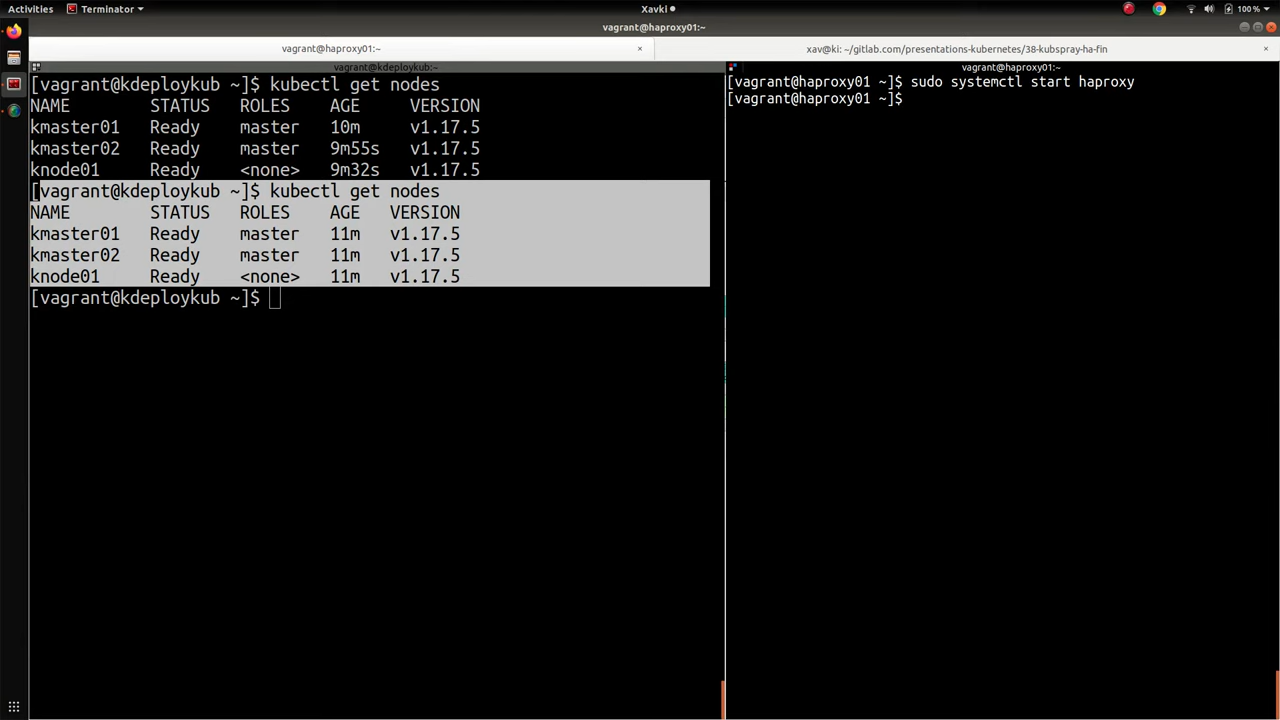 Activities
Terminator
Xavki
100 %
vagrant@haproxy01:~
vagrant@haproxy01:~ ×
xav@ki: ~/gitlab.com/presentations-kubernetes/38-kubspray-ha-fin ×
vagrant@kdeploykub:~
[vagrant@kdeploykub ~]$ kubectl get nodes
NAME STATUS ROLES AGE VERSION
kmaster01 Ready master 10m v1.17.5
kmaster02 Ready master 9m55s v1.17.5
knode01 Ready <none> 9m32s v1.17.5
[vagrant@kdeploykub ~]$ kubectl get nodes
NAME STATUS ROLES AGE VERSION
kmaster01 Ready master 11m v1.17.5
kmaster02 Ready master 11m v1.17.5
knode01 Ready <none> 11m v1.17.5
[vagrant@kdeploykub ~]$
vagrant@haproxy01:~
[vagrant@haproxy01 ~]$ sudo systemctl start haproxy
[vagrant@haproxy01 ~]$